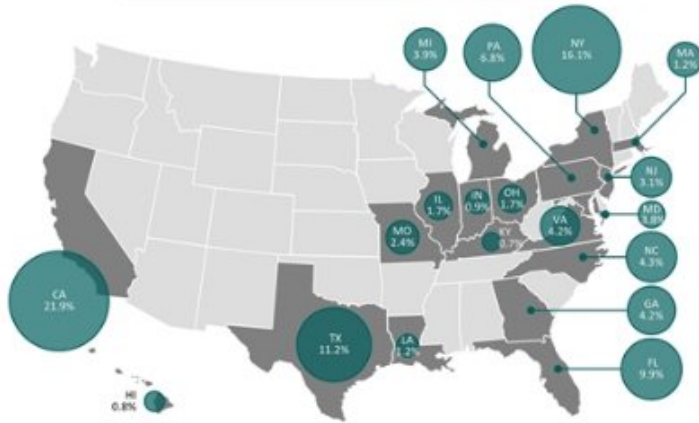 MI
3.9%
PA
6.8%
NY
16.1%
MA
1.2%
NJ
3.1%
MD
3.8%
IL
1.7%
IN
0.9%
OH
1.7%
VA
4.2%
MO
2.4%
KY
0.7%
NC
4.3%
CA
21.9%
GA
4.2%
TX
11.2%
LA
1.2%
FL
9.9%
HI
0.8%